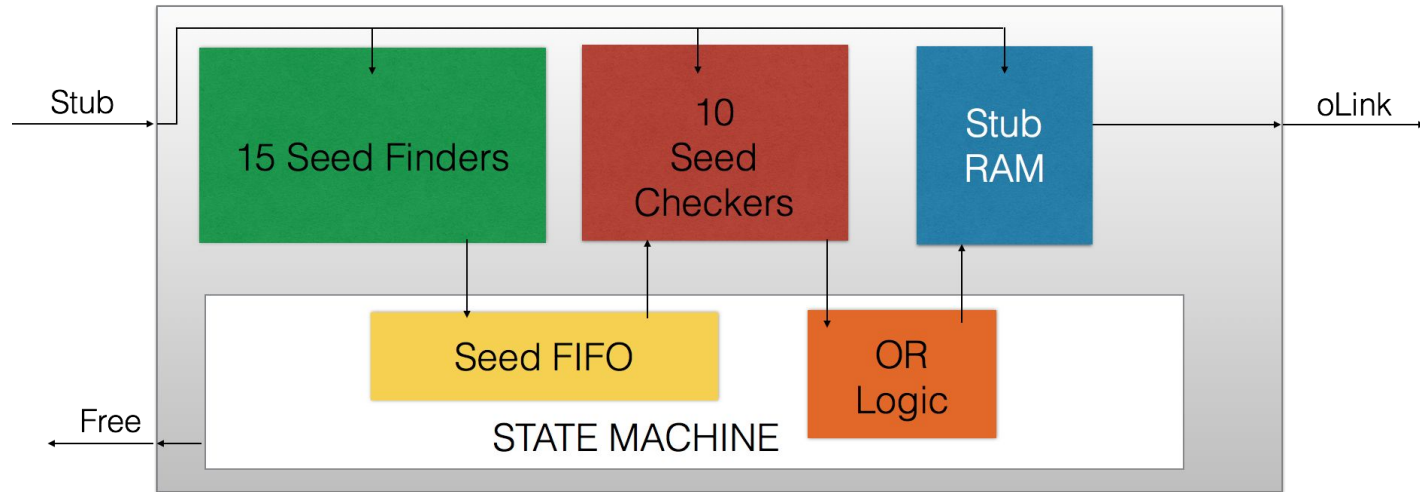 Stub
15 Seed Finders
10
Seed
Checkers
Stub
RAM
oLink
Seed FIFO
OR
Logic
Free
STATE MACHINE